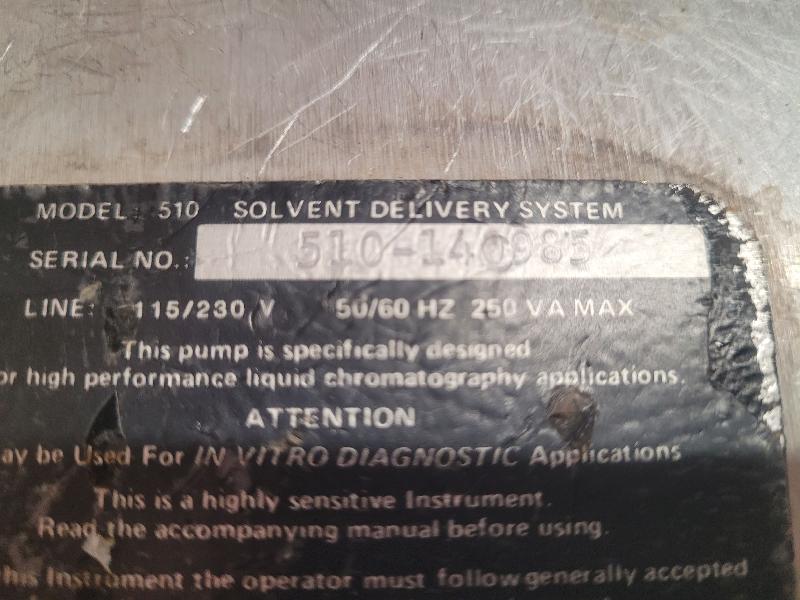 MODEL 510 SOLVENT DELIVERY SYSTEM
SERIAL NO.: 510-140985
LINE: 115/230 V 50/60 HZ 250 VA MAX
This pump is specifically designed
or high performance liquid chromatography applications.
ATTENTION
ay be Used For IN VITRO DIAGNOSTIC Applications
This is a highly sensitive Instrument.
Read the accompanying manual before using.
his Instrument the operator must follow generally accepted